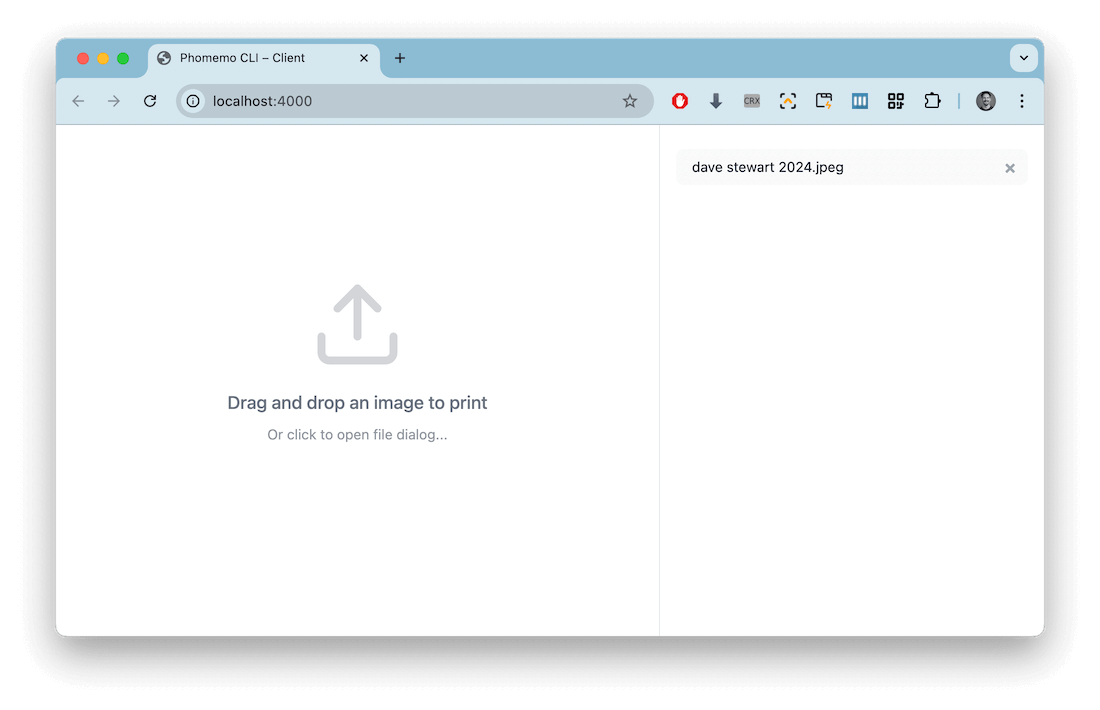 Phomemo CLI – Client
localhost:4000
CRX
dave stewart 2024.jpeg
Drag and drop an image to print
Or click to open file dialog...